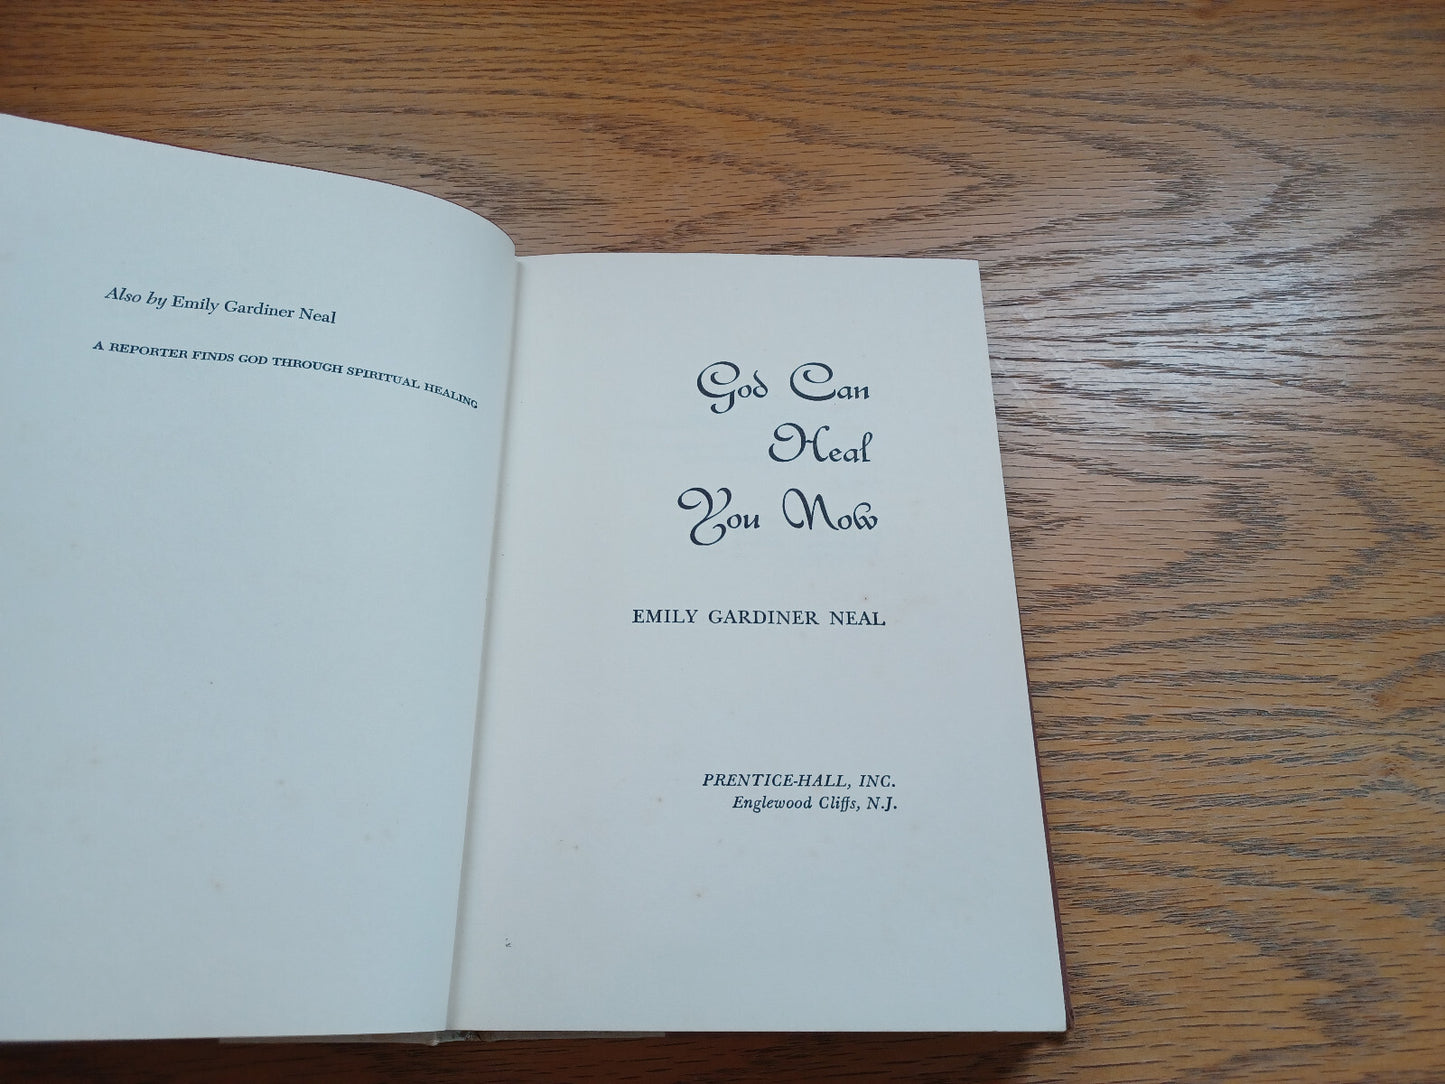 Also by Emily Gardiner Neal
A REPORTER FINDS GOD THROUGH SPIRITUAL HEALING
God Can
Heal
You Now
EMILY GARDINER NEAL
PRENTICE-HALL, INC.
Englewood Cliffs, N.J.